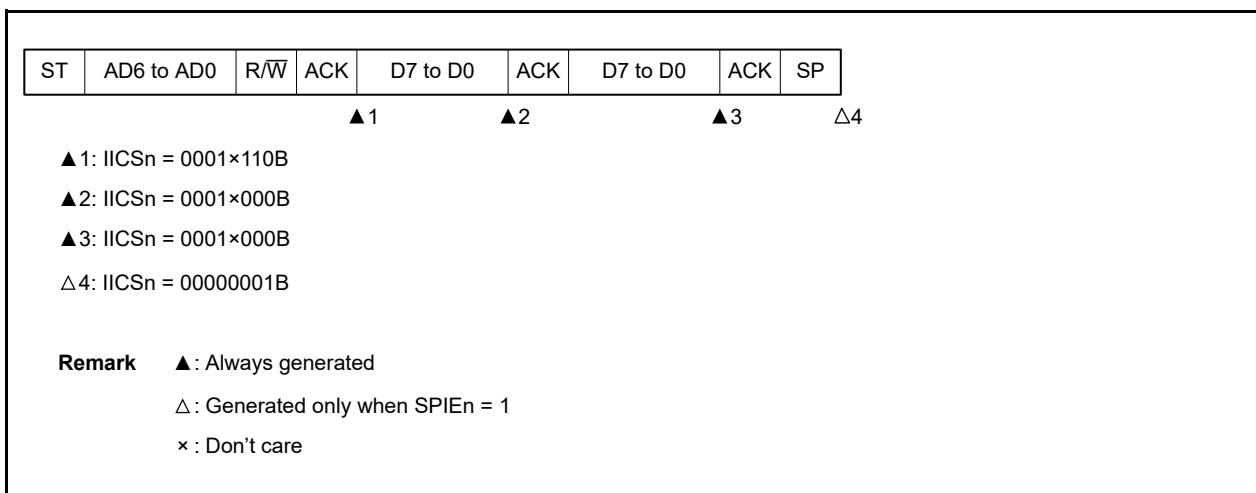 ST AD6 to AD0 R/W̅ ACK D7 to D0 ACK D7 to D0 ACK SP
▲1 ▲2 ▲3 △4
▲1: IICSn = 0001×110B
▲2: IICSn = 0001×000B
▲3: IICSn = 0001×000B
△4: IICSn = 00000001B
Remark ▲: Always generated
△: Generated only when SPIEn = 1
×: Don't care